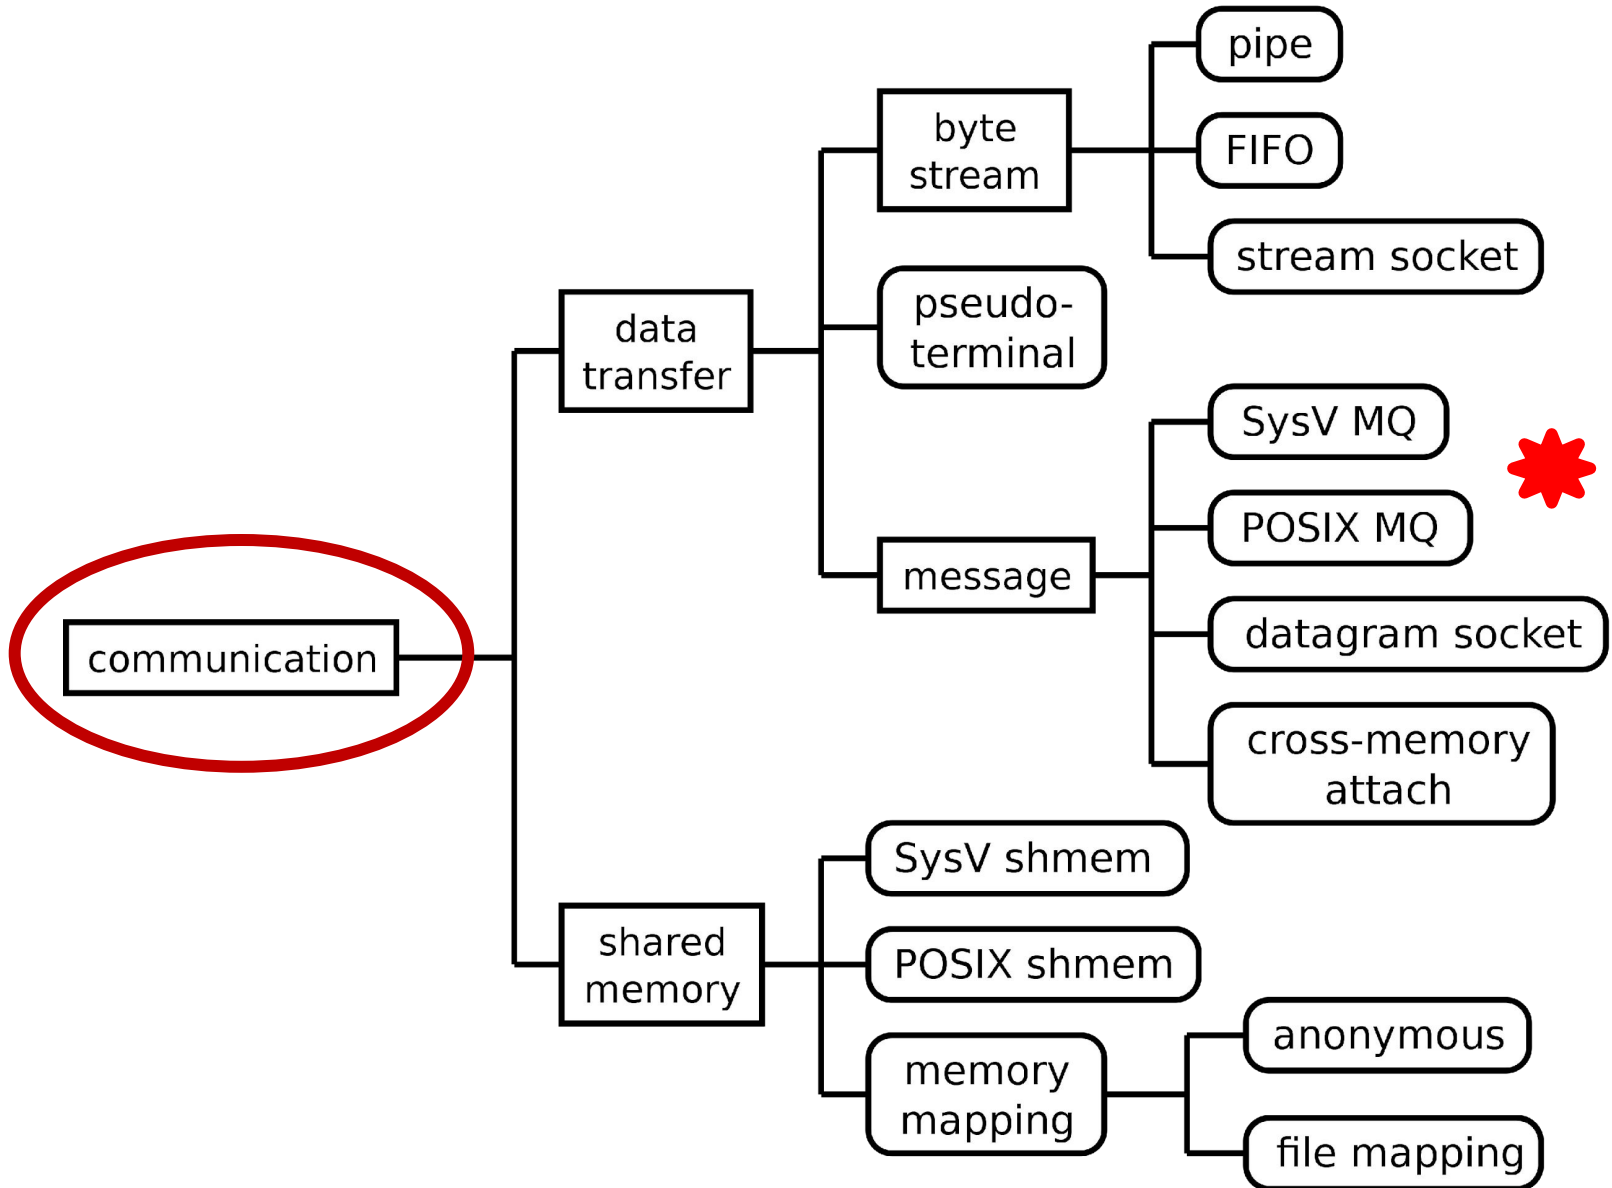 pipe
byte
stream
FIFO
stream socket
pseudo-
terminal
data
transfer
SysV MQ
POSIX MQ
message
datagram socket
communication
cross-memory
attach
SysV shmem
shared
memory
POSIX shmem
memory
mapping
anonymous
file mapping